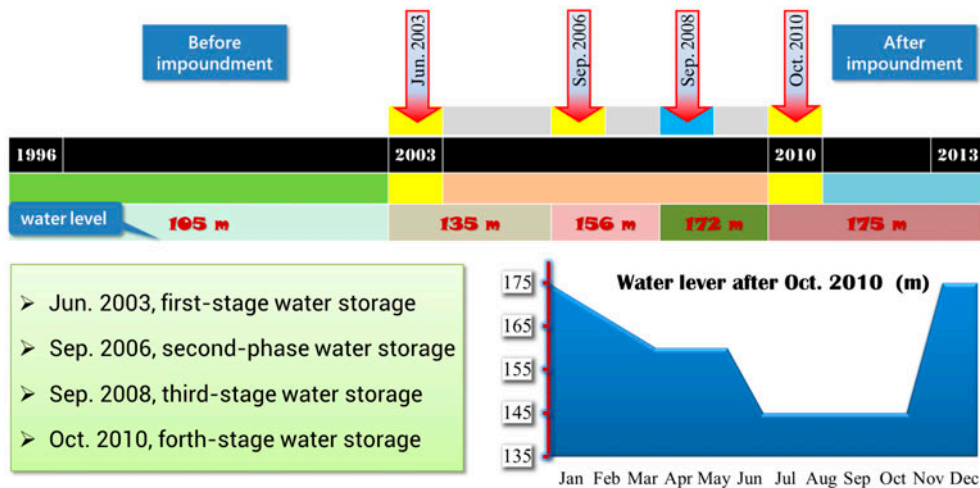 Before
impoundment
Jun. 2003
Sep. 2006
Sep. 2008
Oct. 2010
After
impoundment
1996
2003
2010
2013
water level
105 m
135 m
156 m
172 m
175 m
➢ Jun. 2003, first-stage water storage
➢ Sep. 2006, second-phase water storage
➢ Sep. 2008, third-stage water storage
➢ Oct. 2010, forth-stage water storage
Water lever after Oct. 2010 (m)
175
165
155
145
135
Jan Feb Mar Apr May Jun Jul Aug Sep Oct Nov Dec